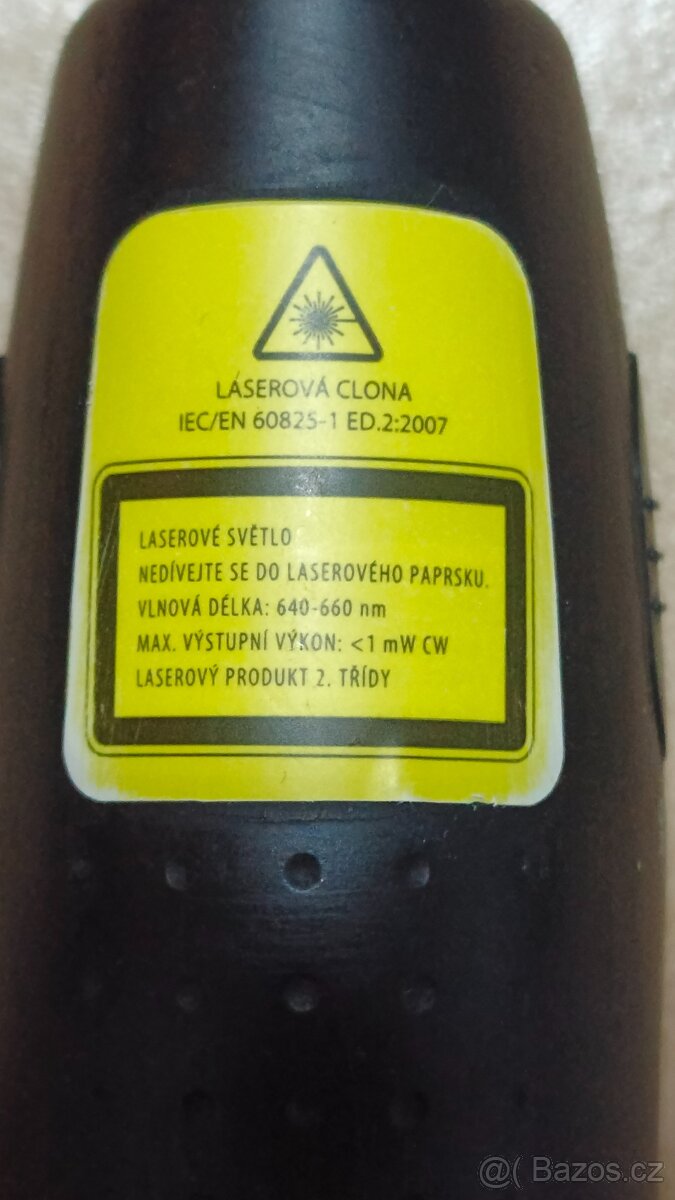 LÁSEROVÁ CLONA
IEC/EN 60825-1 ED.2:2007
LASEROVÉ SVĚTLO
NEDÍVEJTE SE DO LASEROVÉHO PAPRSKU.
VLNOVÁ DÉLKA: 640-660 nm
MAX. VÝSTUPNÍ VÝKON: <1 mW CW
LASEROVÝ PRODUKT 2. TŘÍDY
@( Bazos.cz